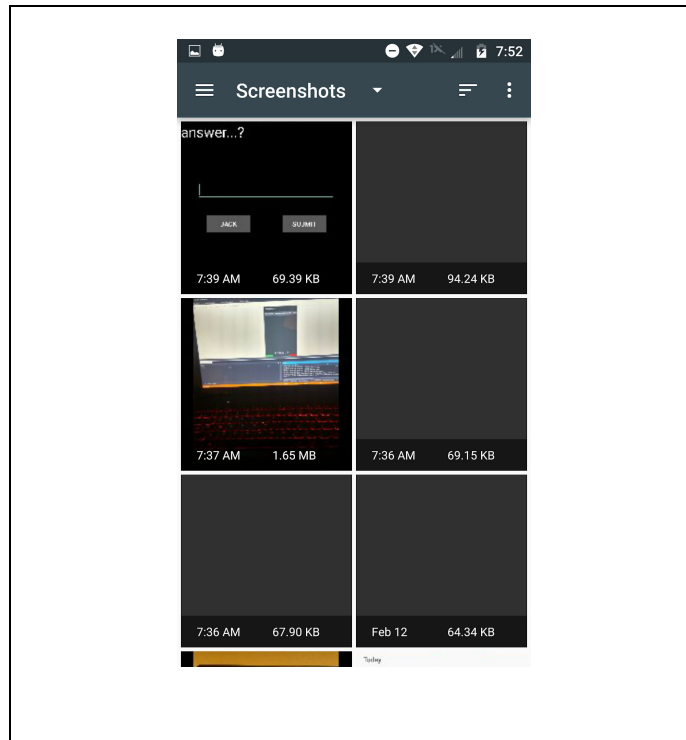 7:52
Screenshots
answer...?
JACK
SUJMIT
7:39 AM 69.39 KB
7:39 AM 94.24 KB
7:37 AM 1.65 MB
7:36 AM 69.15 KB
7:36 AM 67.90 KB
Feb 12 64.34 KB
Today